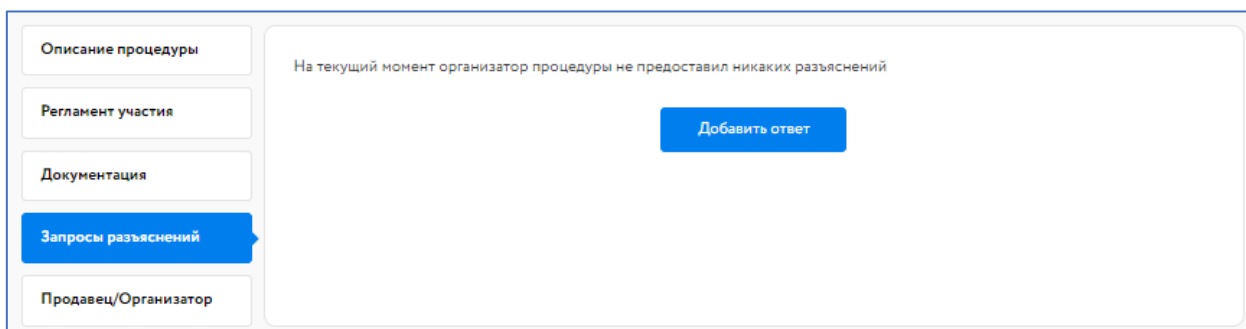 Описание процедуры
Регламент участия
Документация
Запросы разъяснений
Продавец/Организатор
На текущий момент организатор процедуры не предоставил никаких разъяснений
Добавить ответ